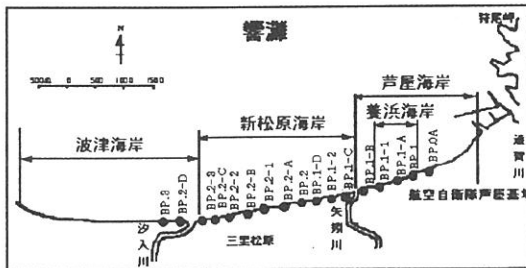 響灘
狩尾岬
N
500 0 500 1000 1500
芦屋海岸
養浜海岸
新松原海岸
波津海岸
遠賀川
BP.3
BP.2-D
BP.2-3
BP.2-C
BP.2-2
BP.2-B
BP.2-1
BP.2-A
BP.2
BP.1-D
BP.1-2
BP.1-C
BP.1-B
BP.1-1
BP.1-A
BP.1
BP.0A
汐入川
三里松原
矢矧川
航空自衛隊芦屋基地